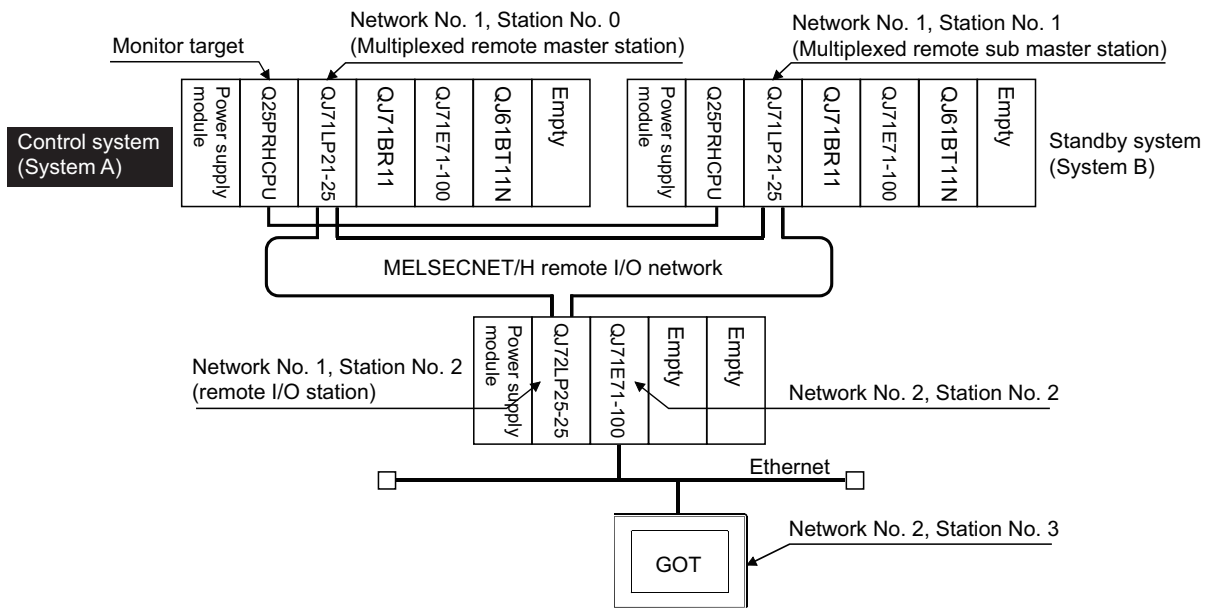 Network No. 1, Station No. 0
(Multiplexed remote master station)
Network No. 1, Station No. 1
(Multiplexed remote sub master station)
Monitor target
Control system
(System A)
Power supply
module
Q25PRHCPU
QJ71LP21-25
QJ71BR11
QJ71E71-100
QJ61BT11N
Empty
Power supply
module
Q25PRHCPU
QJ71LP21-25
QJ71BR11
QJ71E71-100
QJ61BT11N
Empty
Standby system
(System B)
MELSECNET/H remote I/O network
Network No. 1, Station No. 2
(remote I/O station)
Power supply
module
QJ72LP25-25
QJ71E71-100
Empty
Empty
Network No. 2, Station No. 2
Ethernet
Network No. 2, Station No. 3
GOT